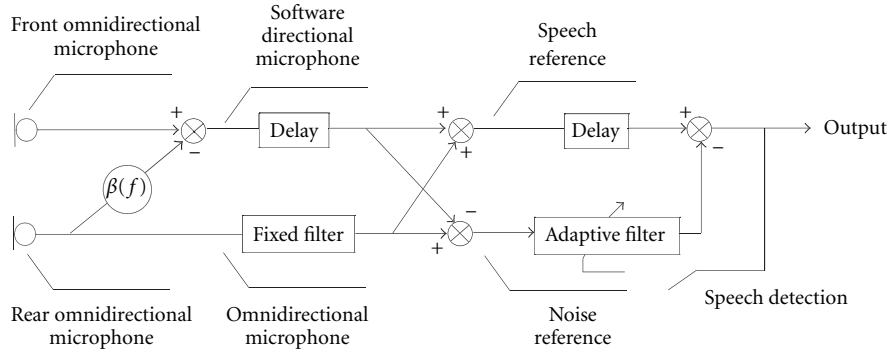 Front omnidirectional
microphone
Software
directional
microphone
Speech
reference
+
−
Delay
+
+
Delay
+
−
Output
β(f)
Fixed filter
−
+
Adaptive filter
Rear omnidirectional
microphone
Omnidirectional
microphone
Noise
reference
Speech detection